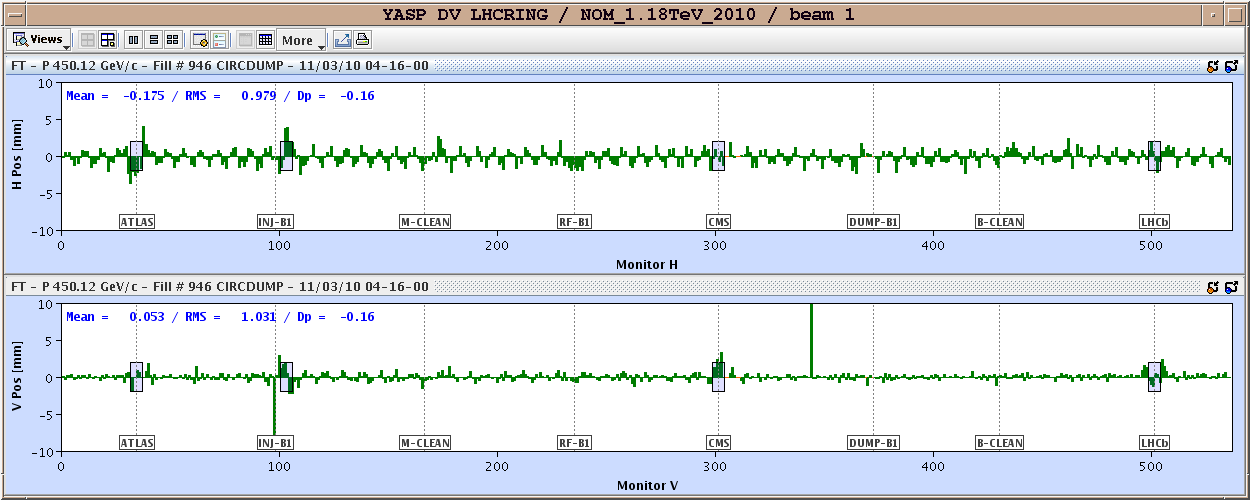 YASP DV LHCRING / NOM_1.18TeV_2010 / beam 1
Views More
FT - P 450.12 GeV/c - Fill # 946 CIRCDUMP - 11/03/10 04-16-00
Mean = -0.175 / RMS = 0.979 / Dp = -0.16
H Pos [mm]
10
5
0
-5
-10
ATLAS INJ-B1 M-CLEAN RF-B1 CMS DUMP-B1 B-CLEAN LHCb
0 100 200 300 400 500
Monitor H
FT - P 450.12 GeV/c - Fill # 946 CIRCDUMP - 11/03/10 04-16-00
Mean = 0.053 / RMS = 1.031 / Dp = -0.16
V Pos [mm]
10
5
0
-5
-10
ATLAS INJ-B1 M-CLEAN RF-B1 CMS DUMP-B1 B-CLEAN LHCb
0 100 200 300 400 500
Monitor V